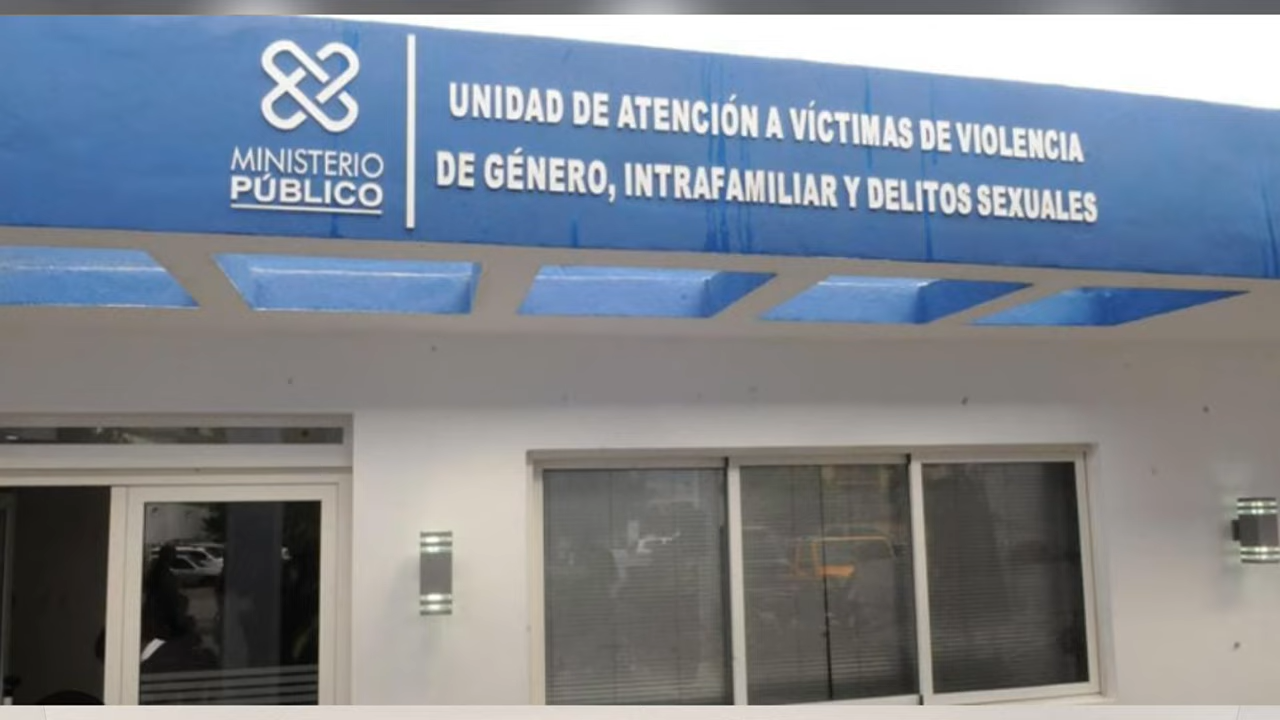 MINISTERIO
PÚBLICO
UNIDAD DE ATENCIÓN A VÍCTIMAS DE VIOLENCIA
DE GÉNERO, INTRAFAMILIAR Y DELITOS SEXUALES